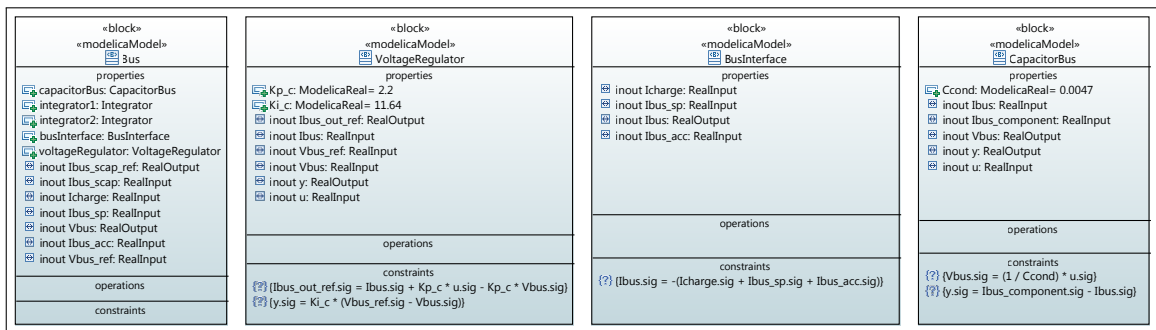 «block»
«modelicaModel»
Bus
properties
capacitorBus: CapacitorBus
integrator1: Integrator
integrator2: Integrator
busInterface: BusInterface
voltageRegulator: VoltageRegulator
inout Ibus_scap_ref: RealOutput
inout Ibus_scap: RealInput
inout Icharge: RealInput
inout Ibus_sp: RealInput
inout Vbus: RealOutput
inout Ibus_acc: RealInput
inout Vbus_ref: RealInput
operations
constraints
«block»
«modelicaModel»
VoltageRegulator
properties
Kp_c: ModelicaReal= 2.2
Ki_c: ModelicaReal= 11.64
inout Ibus_out_ref: RealOutput
inout Ibus: RealInput
inout Vbus_ref: RealInput
inout Vbus: RealInput
inout y: RealOutput
inout u: RealInput
operations
constraints
{?} {Ibus_out_ref.sig = Ibus.sig + Kp_c * u.sig - Kp_c * Vbus.sig}
{?} {y.sig = Ki_c * (Vbus_ref.sig - Vbus.sig)}
«block»
«modelicaModel»
BusInterface
properties
inout Icharge: RealInput
inout Ibus_sp: RealInput
inout Ibus: RealOutput
inout Ibus_acc: RealInput
operations
constraints
{?} {Ibus.sig = -(Icharge.sig + Ibus_sp.sig + Ibus_acc.sig)}
«block»
«modelicaModel»
CapacitorBus
properties
Ccond: ModelicaReal= 0.0047
inout Ibus: RealInput
inout Ibus_component: RealInput
inout Vbus: RealOutput
inout y: RealOutput
inout u: RealInput
operations
constraints
{?} {Vbus.sig = (1 / Ccond) * u.sig}
{?} {y.sig = Ibus_component.sig - Ibus.sig}